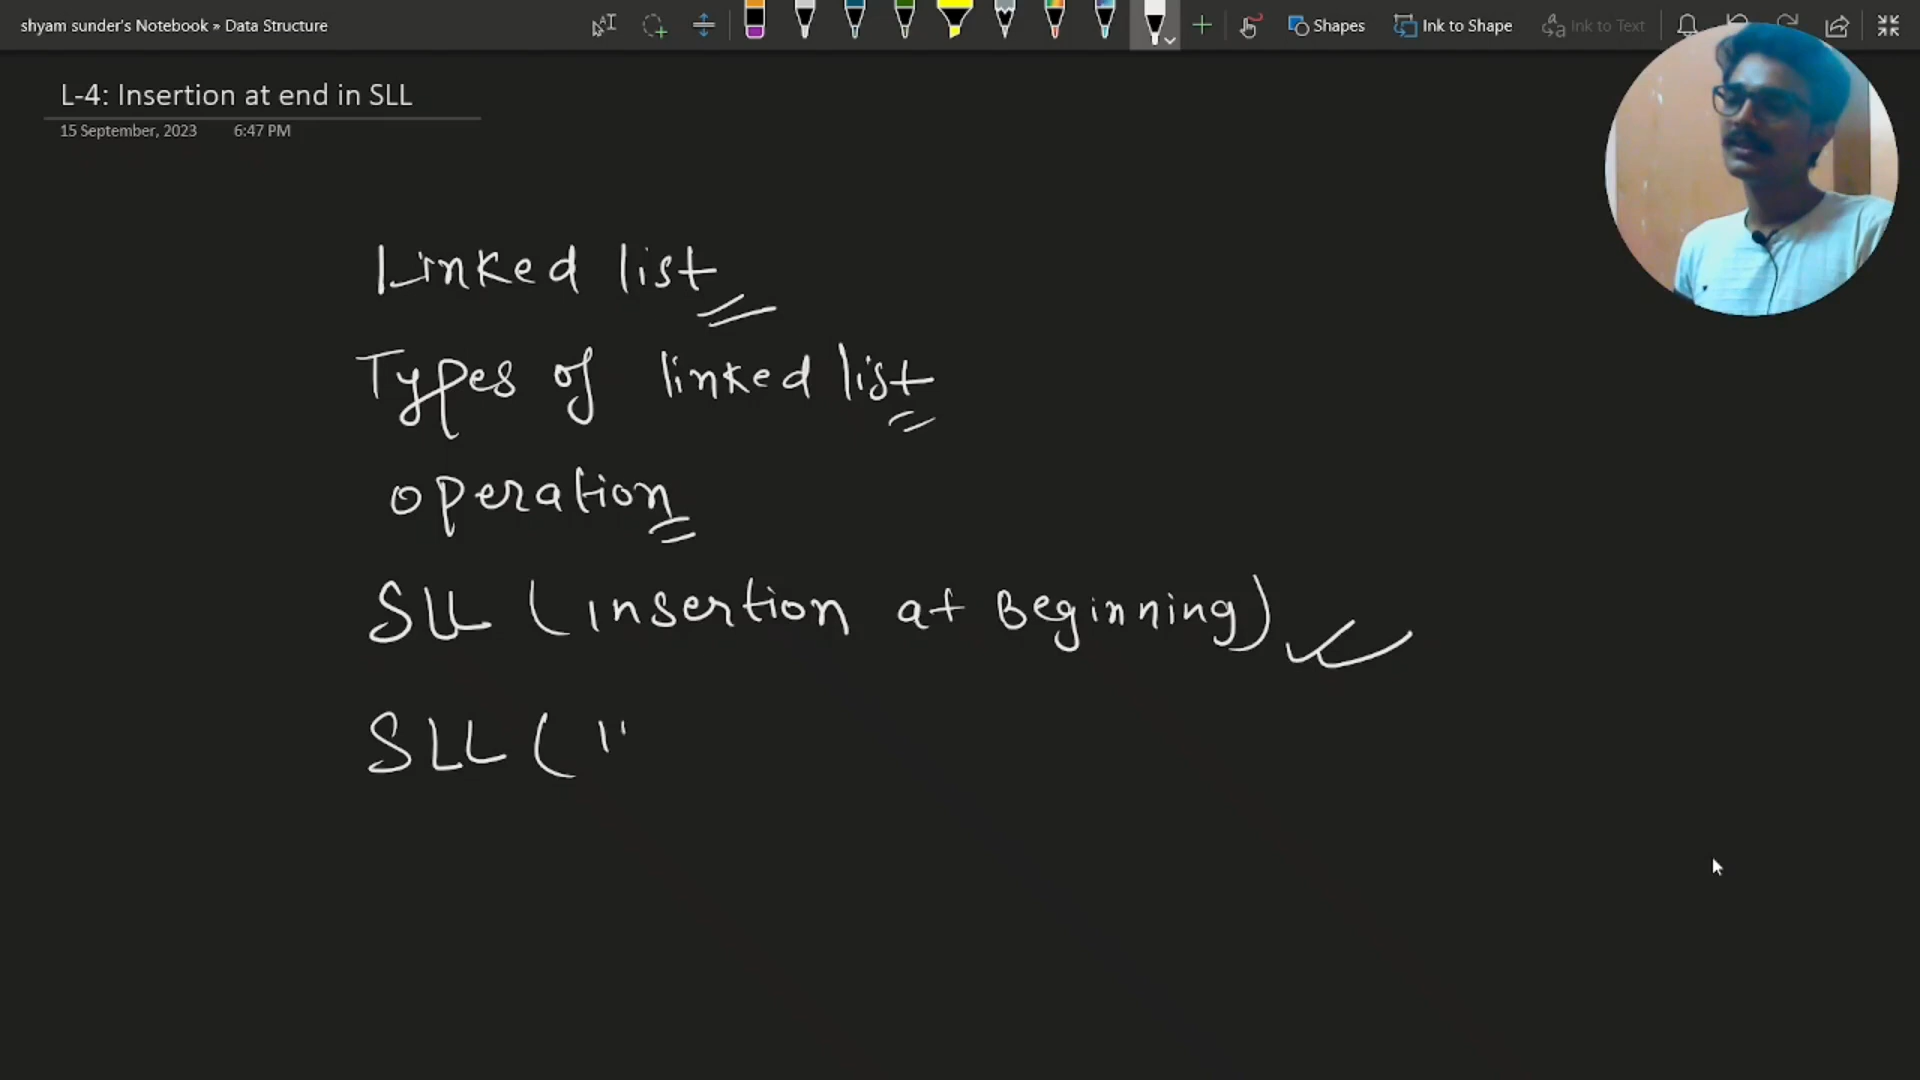 shyam sunder's Notebook » Data Structure
Shapes
Ink to Shape
Ink to Text
L-4: Insertion at end in SLL
15 September, 2023 6:47 PM
Linked list
Types of linked list
operation
SLL (insertion at Beginning)
SLL (